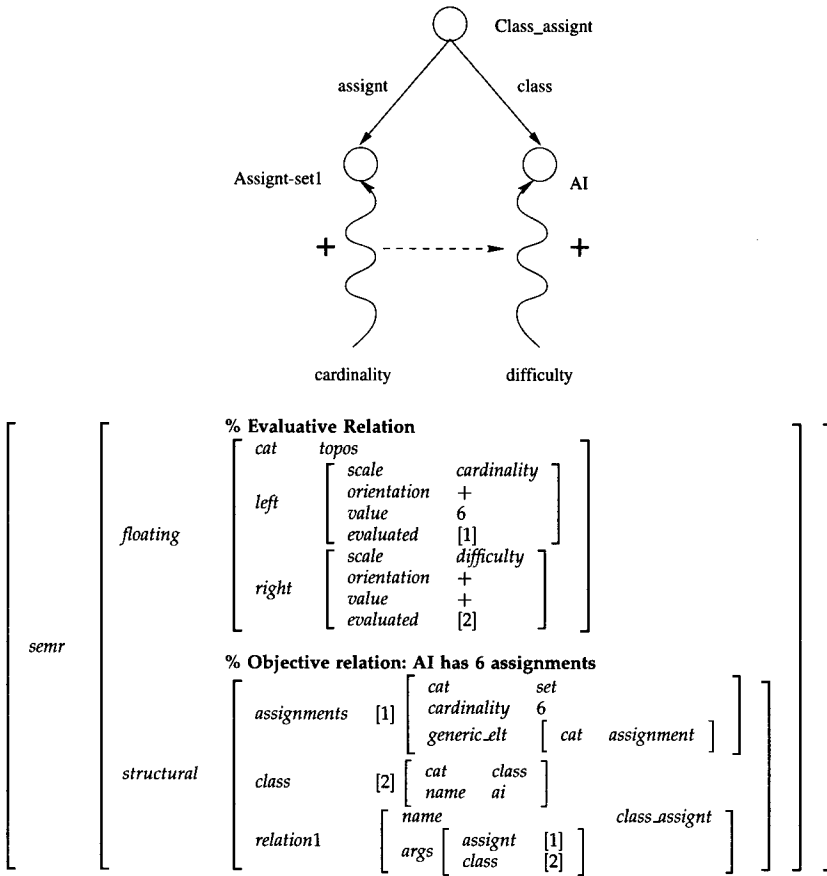 Class_assignt
assignt class
Assignt-set1 AI
+ +
cardinality difficulty
% Evaluative Relation
cat topos
scale cardinality
orientation +
left
value 6
evaluated [1]
floating
scale difficulty
orientation +
right
value +
evaluated [2]
semr
% Objective relation: AI has 6 assignments
cat set
assignments [1] cardinality 6
generic_elt [ cat assignment ]
structural
class [2] cat class
name ai
name class_assignt
relation1
args assignt [1]
class [2]